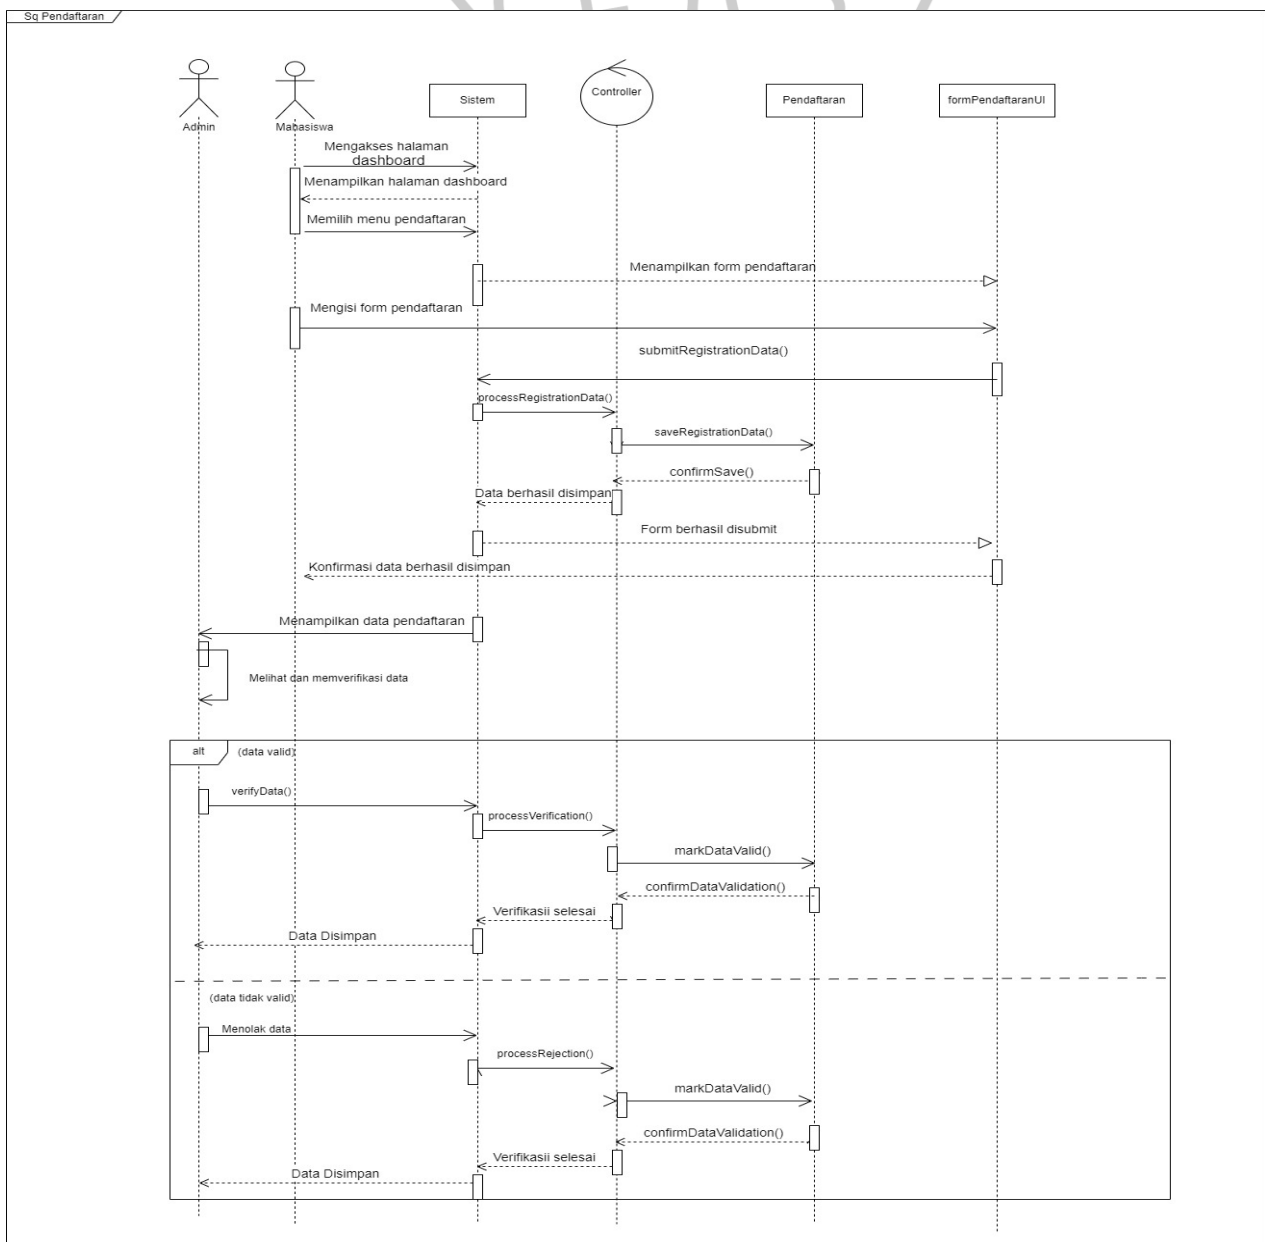 Sq Pendaftaran
Admin
Mahasiswa
Sistem
Controller
Pendaftaran
formPendaftaranUI
Mengakses halaman
dashboard
Menampilkan halaman dashboard
Memilih menu pendaftaran
Menampilkan form pendaftaran
Mengisi form pendaftaran
submitRegistrationData()
processRegistrationData()
saveRegistrationData()
confirmSave()
Data berhasil disimpan
Form berhasil disubmit
Konfirmasi data berhasil disimpan
Menampilkan data pendaftaran
Melihat dan memverifikasi data
alt
(data valid)
verifyData()
processVerification()
markDataValid()
confirmDataValidation()
Verifikasii selesai
Data Disimpan
(data tidak valid)
Menolak data
processRejection()
markDataValid()
confirmDataValidation()
Verifikasii selesai
Data Disimpan